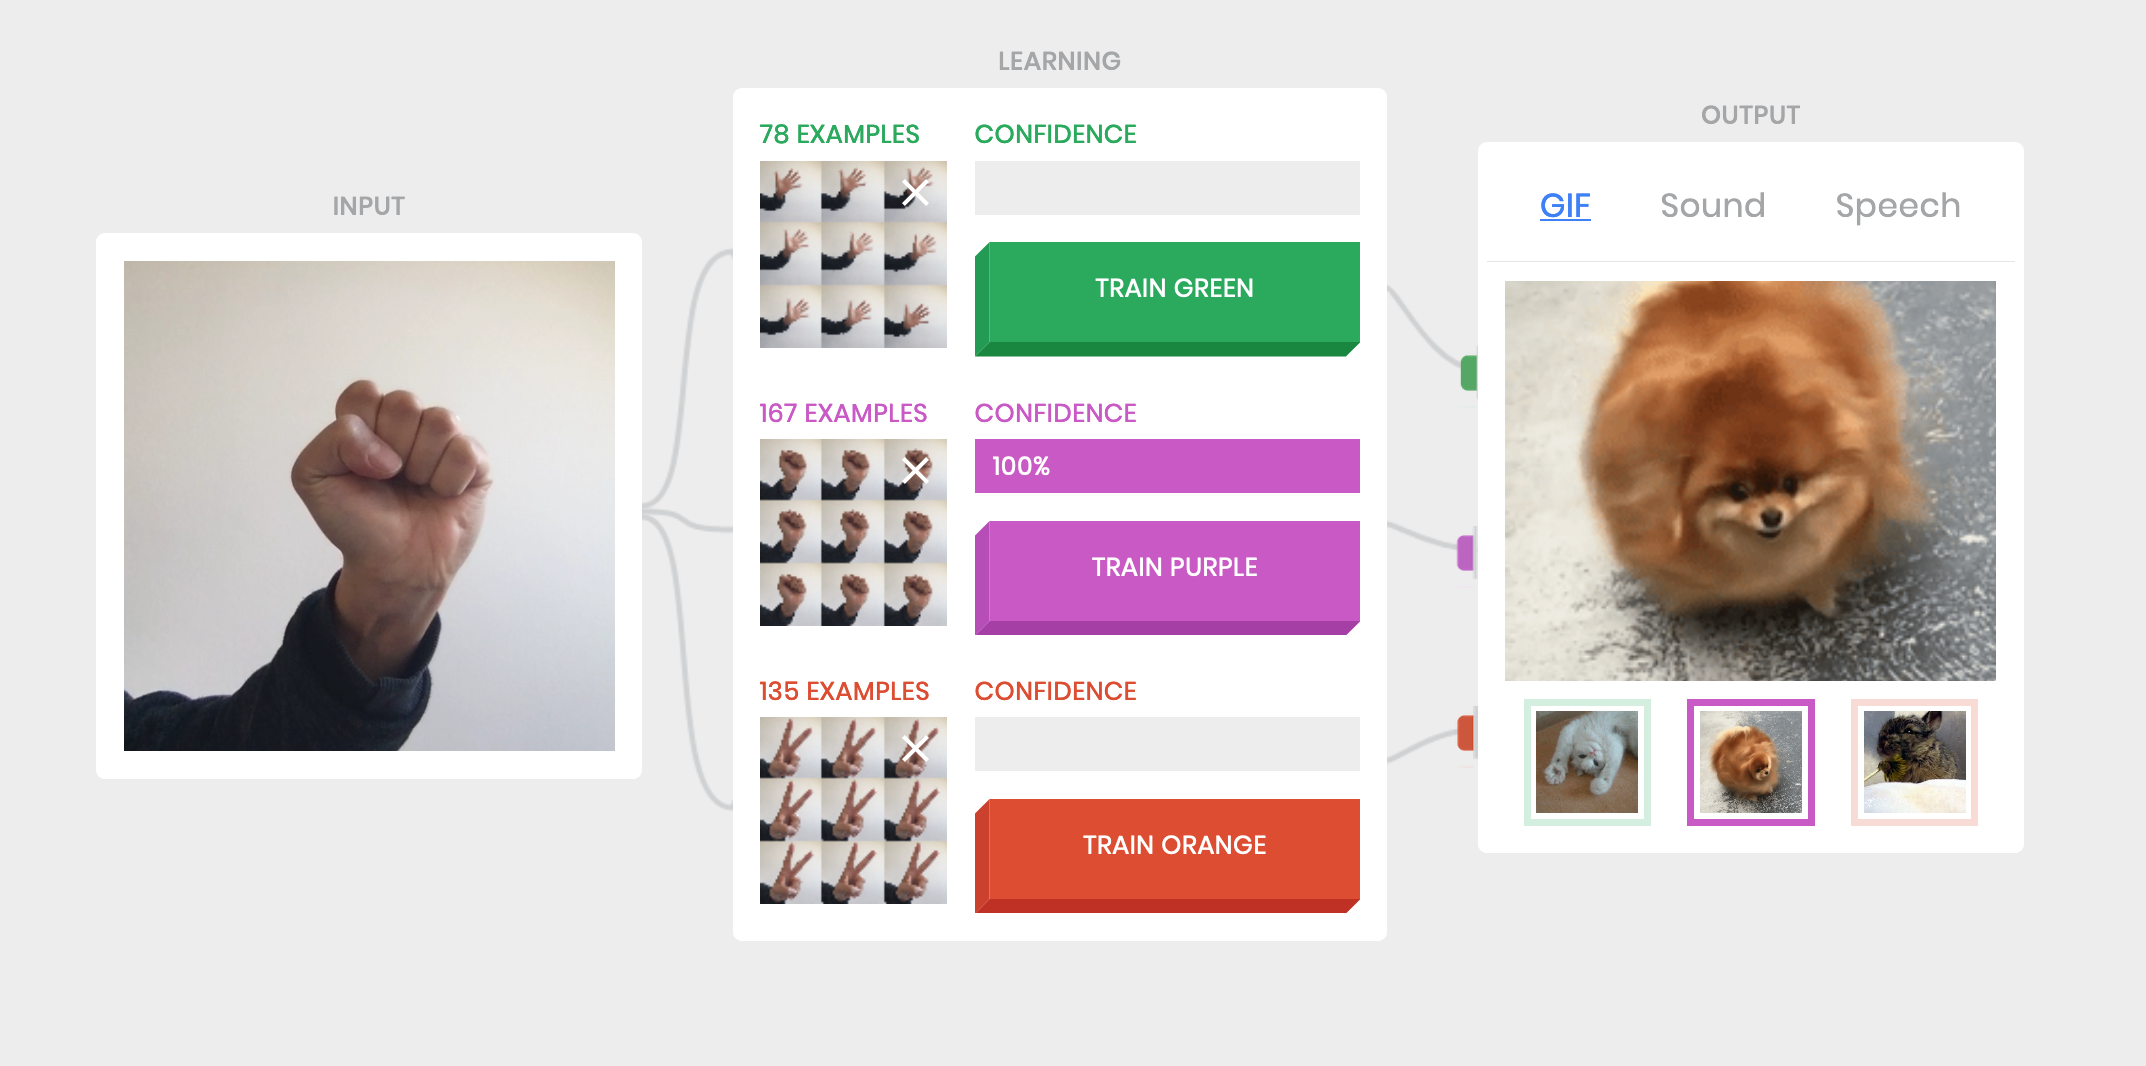 INPUT
LEARNING
78 EXAMPLES
CONFIDENCE
TRAIN GREEN
167 EXAMPLES
CONFIDENCE
100%
TRAIN PURPLE
135 EXAMPLES
CONFIDENCE
TRAIN ORANGE
OUTPUT
GIF Sound Speech